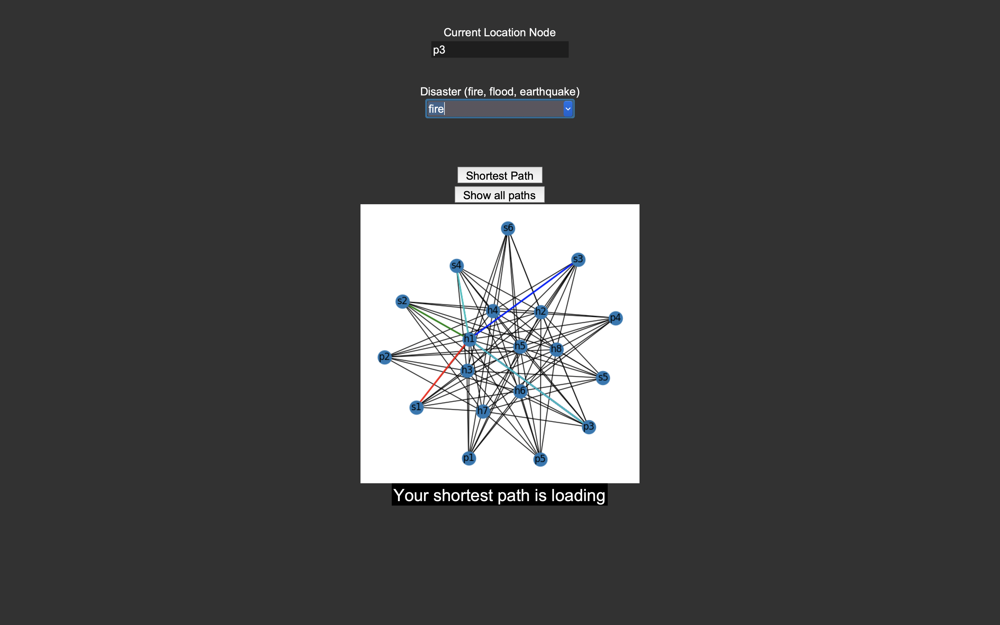 Current Location Node
p3
Disaster (fire, flood, earthquake)
fire
Shortest Path
Show all paths
s6
s3
s4
s2
h4
h2
p4
h1
h5
h8
p2
h3
s5
h6
s1
h7
p3
p1
p5
Your shortest path is loading